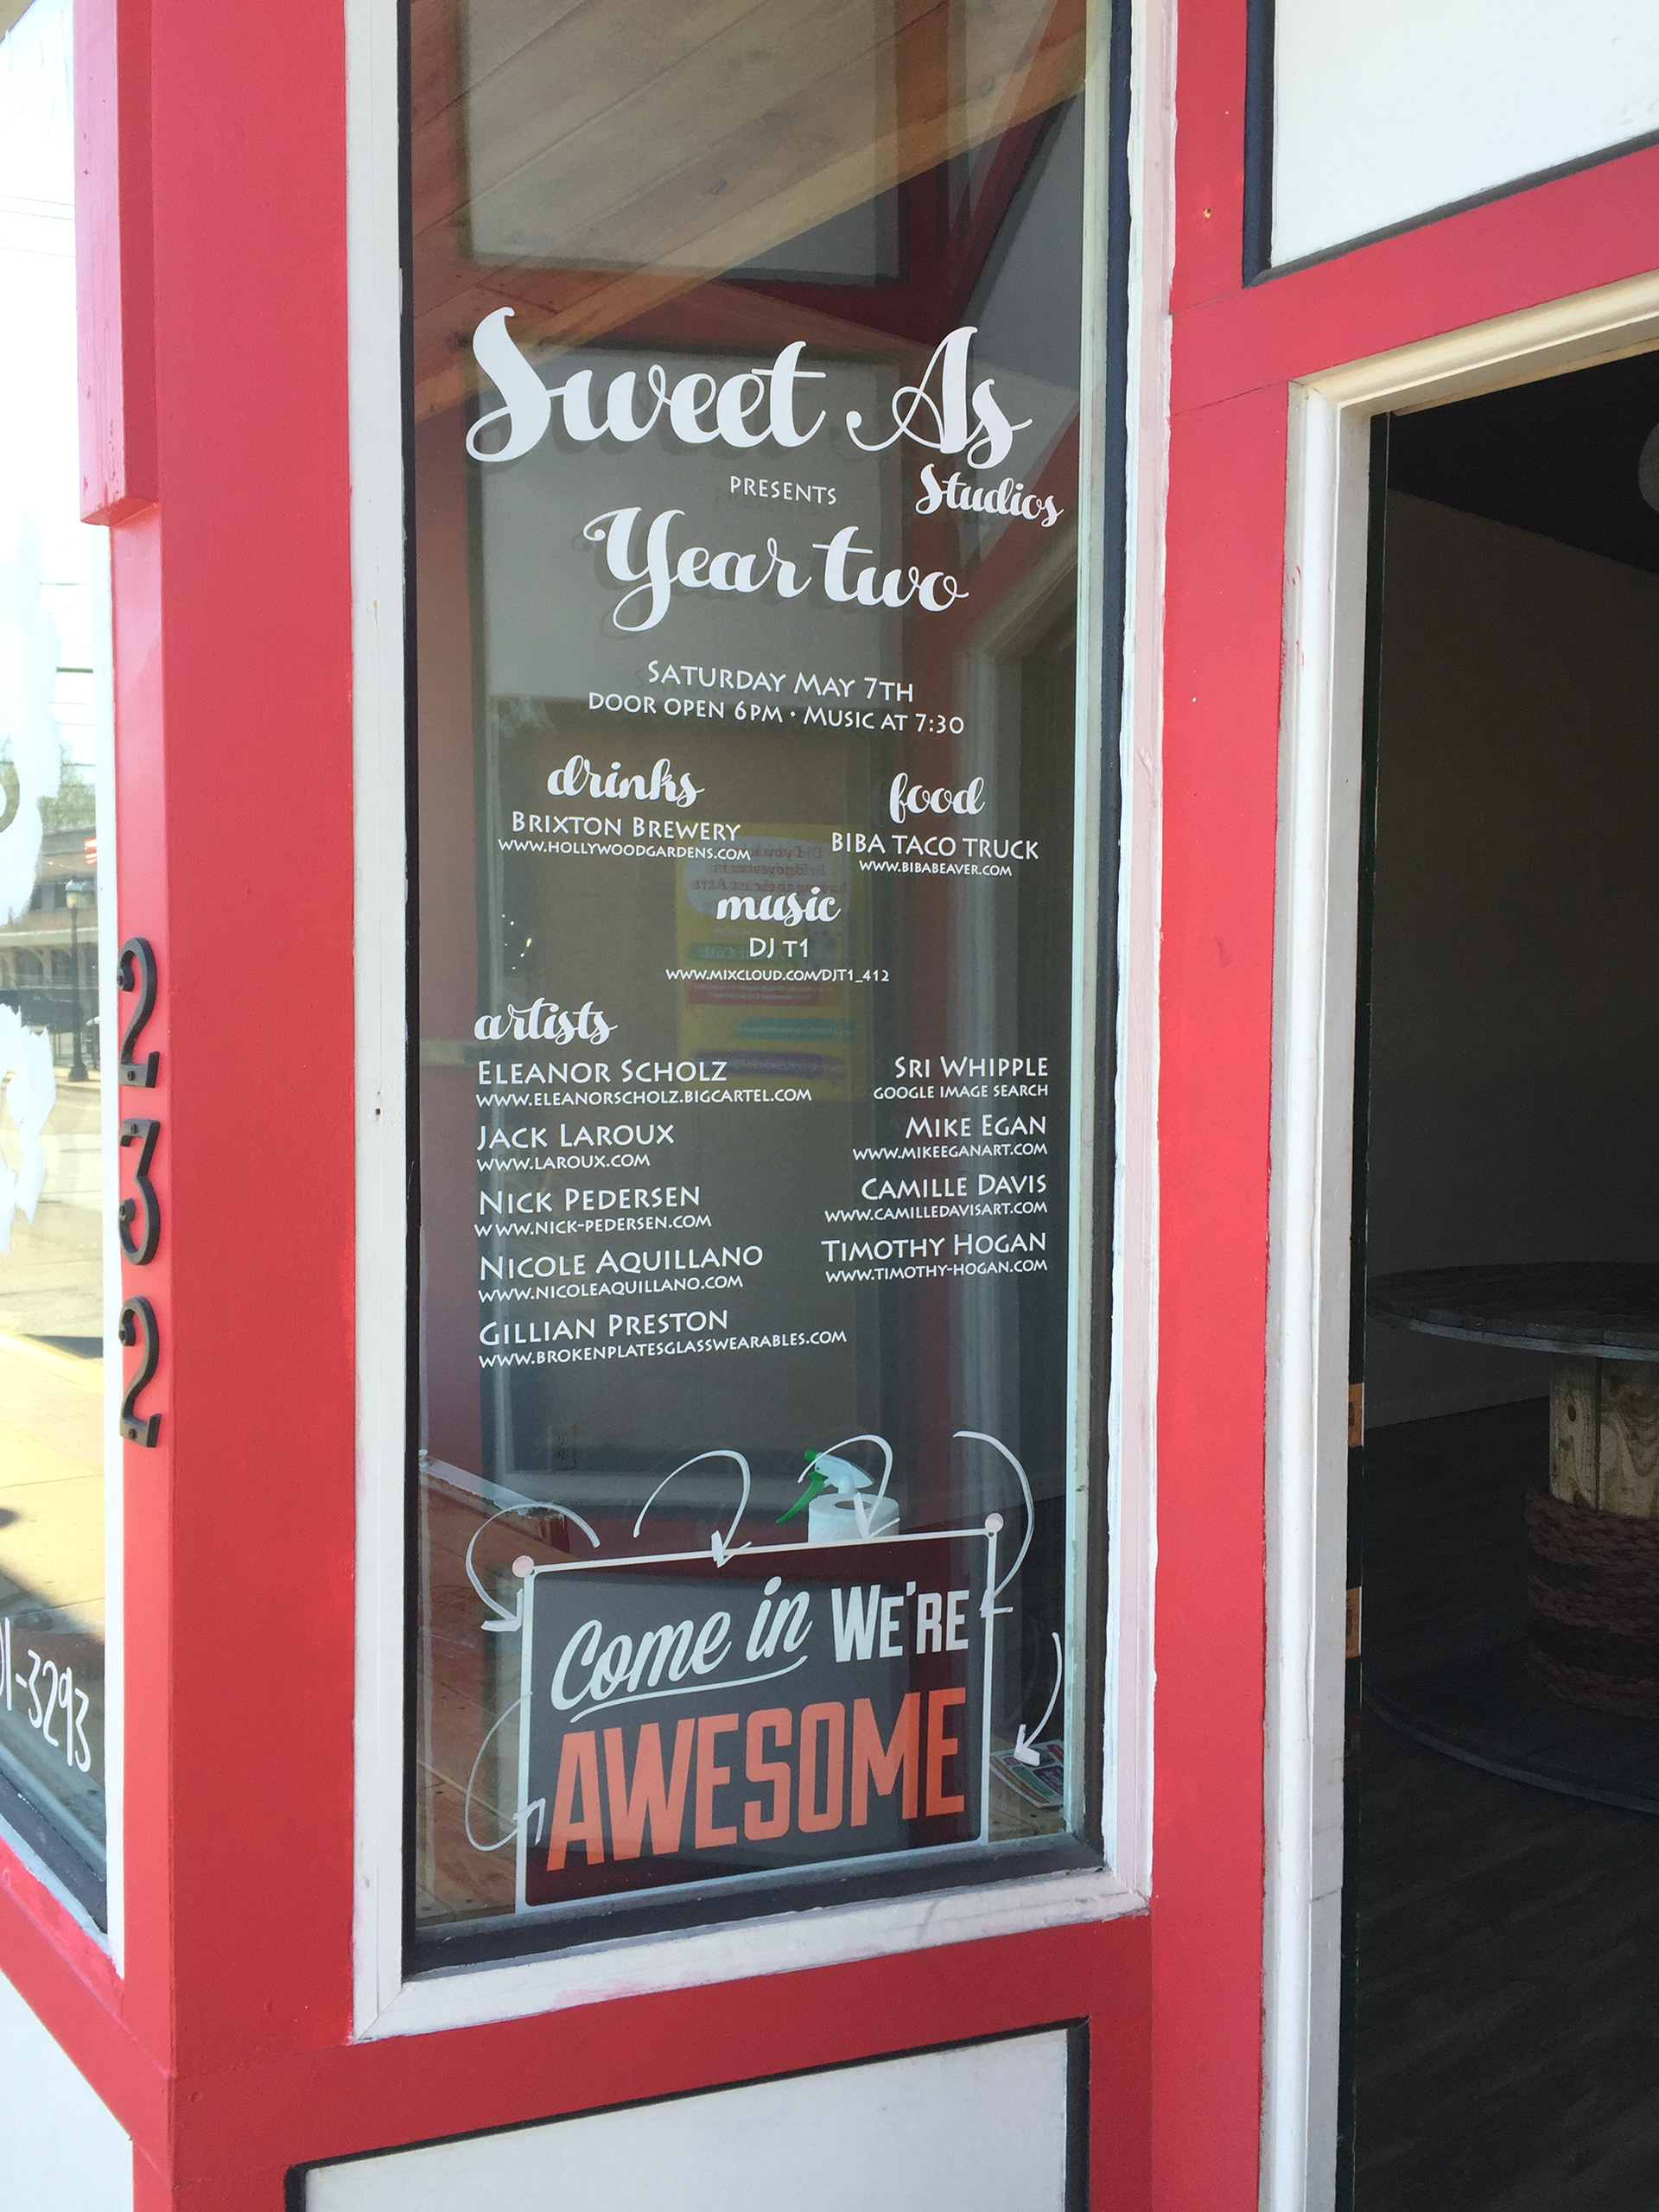 Sweet As
Studios
PRESENTS
Year two
SATURDAY MAY 7TH
DOOR OPEN 6PM • MUSIC AT 7:30
drinks
BRIXTON BREWERY
WWW.HOLLYWOODGARDENS.COM
food
BIBA TACO TRUCK
WWW.BIBABEAVER.COM
music
DJ T1
WWW.MIXCLOUD.COM/DJT1_412
artists
ELEANOR SCHOLZ
WWW.ELEANORSCHOLZ.BIGCARTEL.COM
JACK LAROUX
WWW.LAROUX.COM
NICK PEDERSEN
WWW.NICK-PEDERSEN.COM
NICOLE AQUILLANO
WWW.NICOLEAQUILLANO.COM
GILLIAN PRESTON
WWW.BROKENPLATESGLASSWEARABLES.COM
SRI WHIPPLE
GOOGLE IMAGE SEARCH
MIKE EGAN
WWW.MIKEEGANART.COM
CAMILLE DAVIS
WWW.CAMILLEDAVISART.COM
TIMOTHY HOGAN
WWW.TIMOTHY-HOGAN.COM
Come in WE'RE
AWESOME
232
1-3293